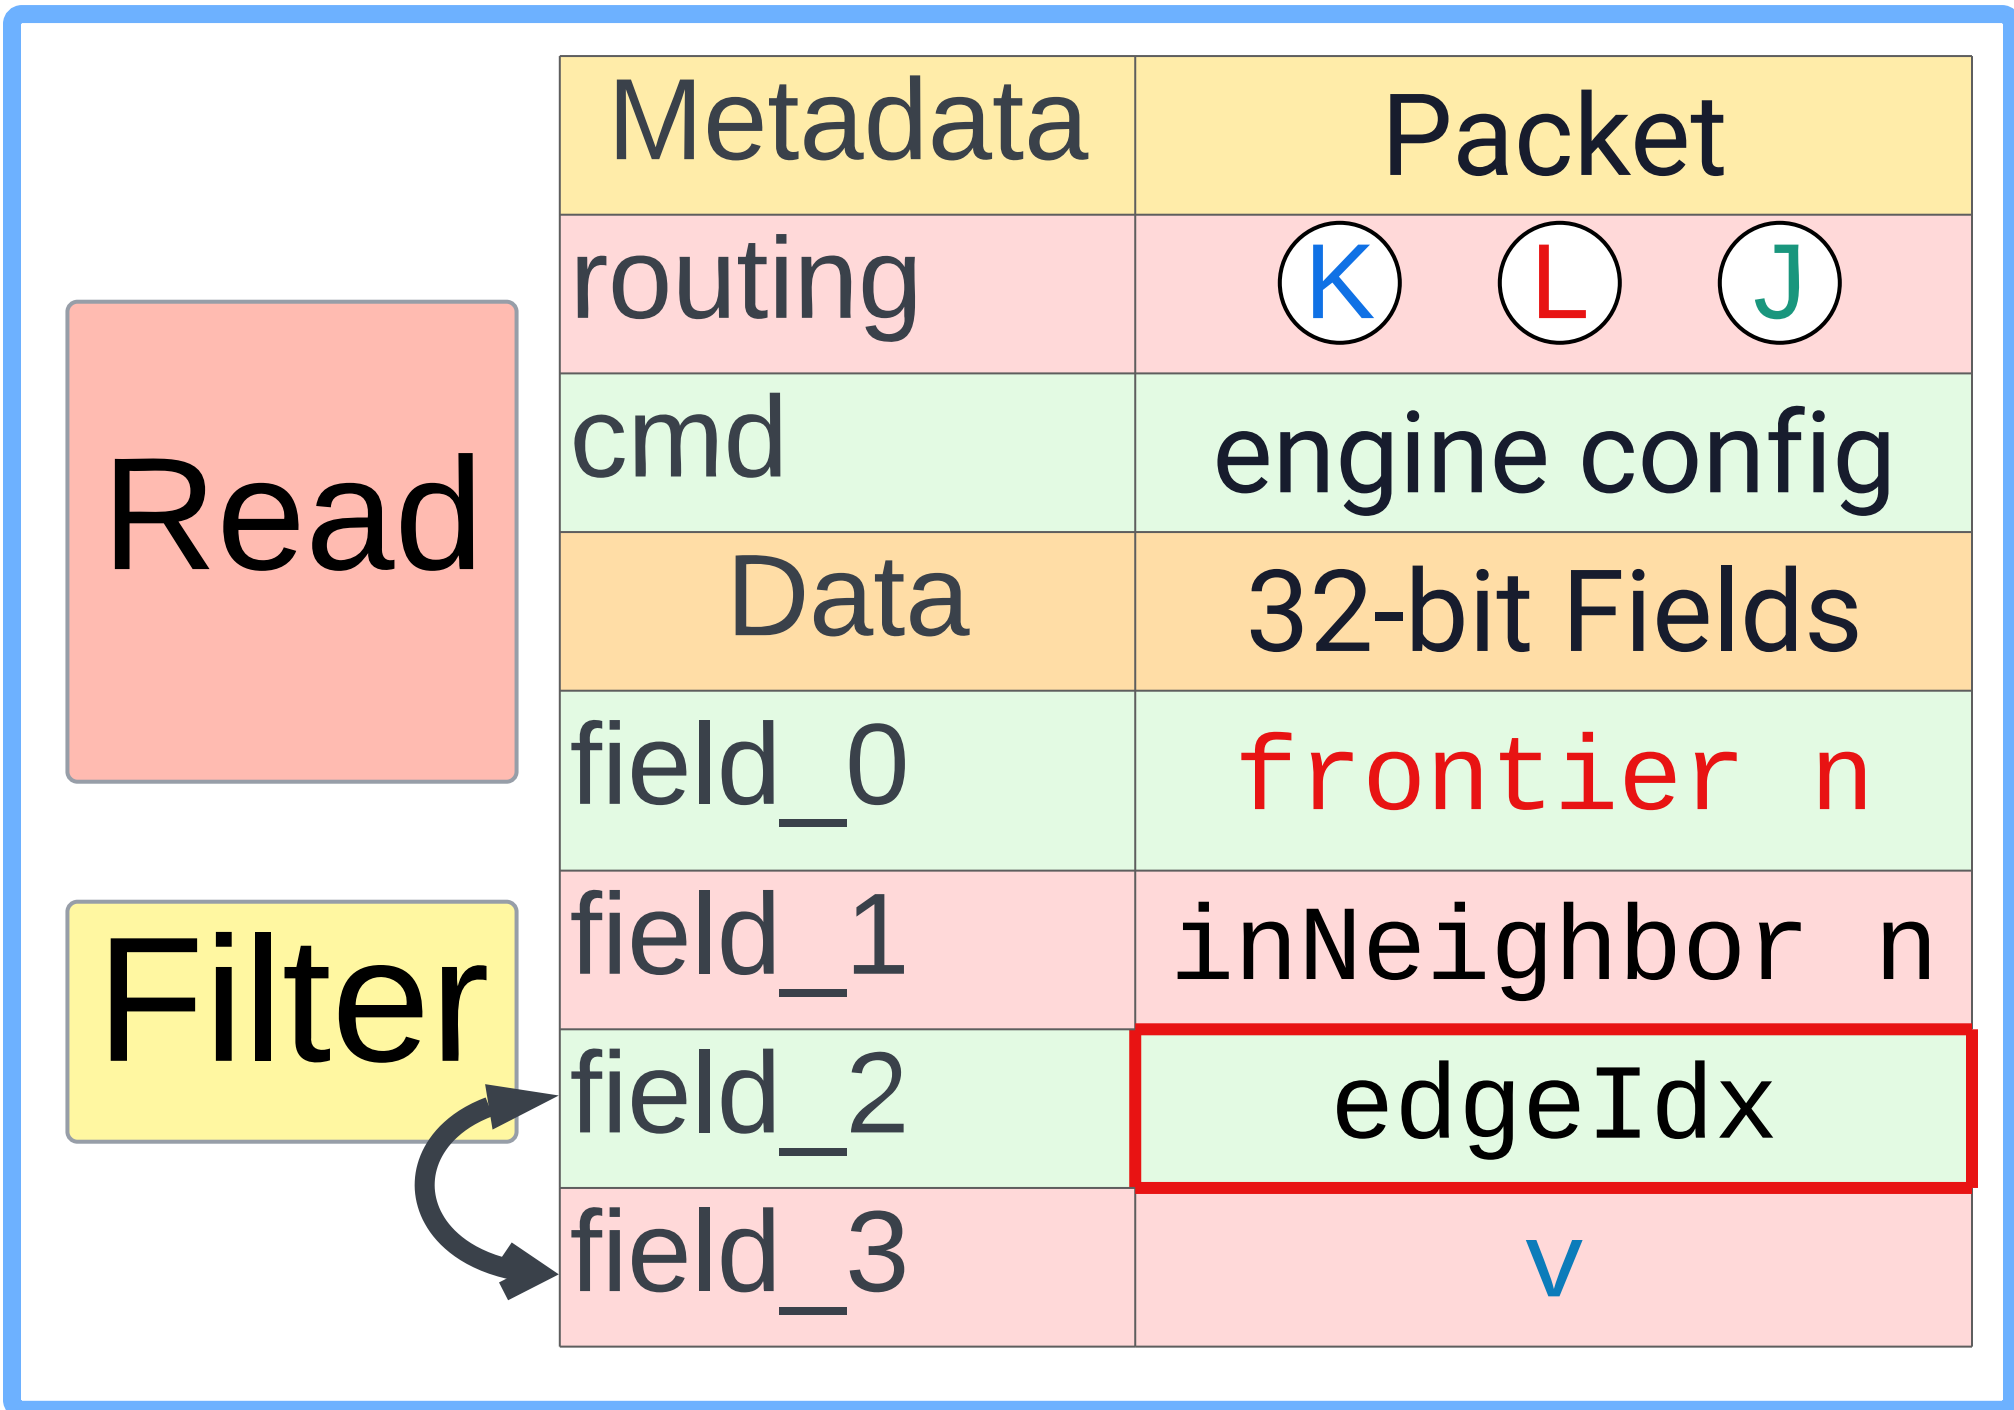 Read
Filter
Metadata Packet
routing K L J
cmd engine config
Data 32-bit Fields
field_0 frontier n
field_1 inNeighbor n
field_2 edgeIdx
field_3 v